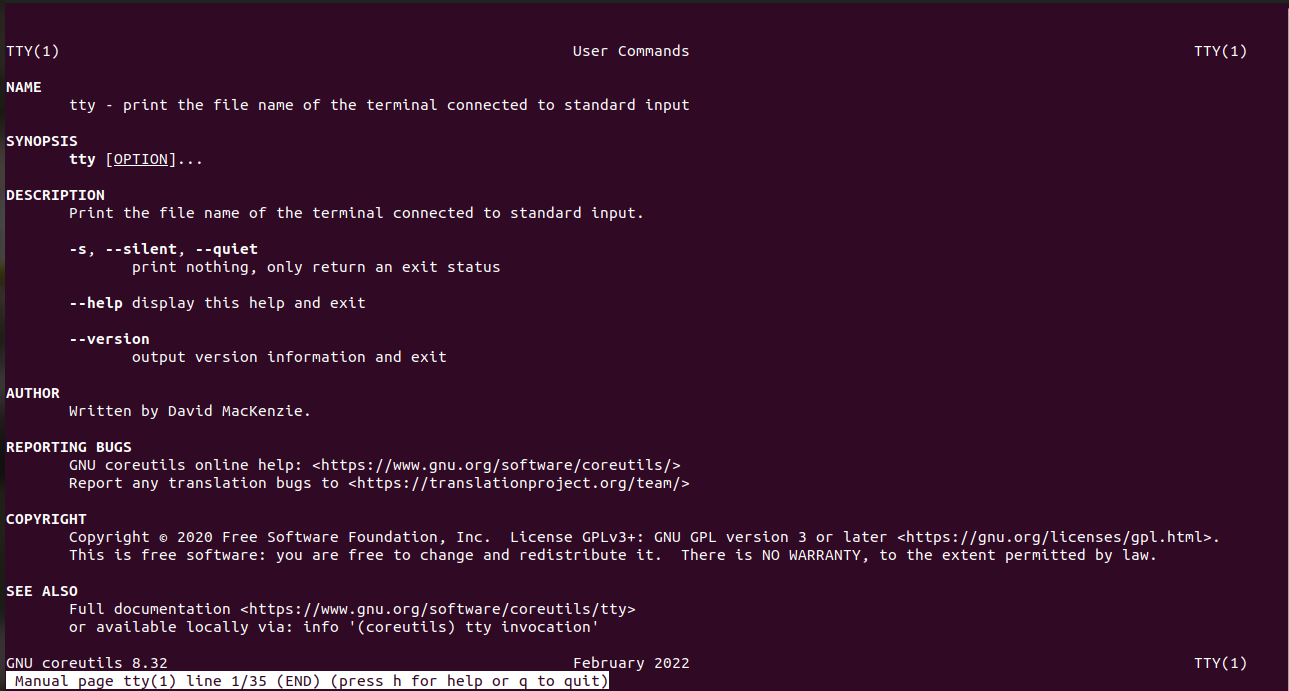 TTY(1) User Commands TTY(1)
NAME
tty - print the file name of the terminal connected to standard input
SYNOPSIS
tty [OPTION]...
DESCRIPTION
Print the file name of the terminal connected to standard input.
-s, --silent, --quiet
print nothing, only return an exit status
--help display this help and exit
--version
output version information and exit
AUTHOR
Written by David MacKenzie.
REPORTING BUGS
GNU coreutils online help: <https://www.gnu.org/software/coreutils/>
Report any translation bugs to <https://translationproject.org/team/>
COPYRIGHT
Copyright © 2020 Free Software Foundation, Inc.  License GPLv3+: GNU GPL version 3 or later <https://gnu.org/licenses/gpl.html>.
This is free software: you are free to change and redistribute it.  There is NO WARRANTY, to the extent permitted by law.
SEE ALSO
Full documentation <https://www.gnu.org/software/coreutils/tty>
or available locally via: info '(coreutils) tty invocation'
GNU coreutils 8.32 February 2022 TTY(1)
Manual page tty(1) line 1/35 (END) (press h for help or q to quit)